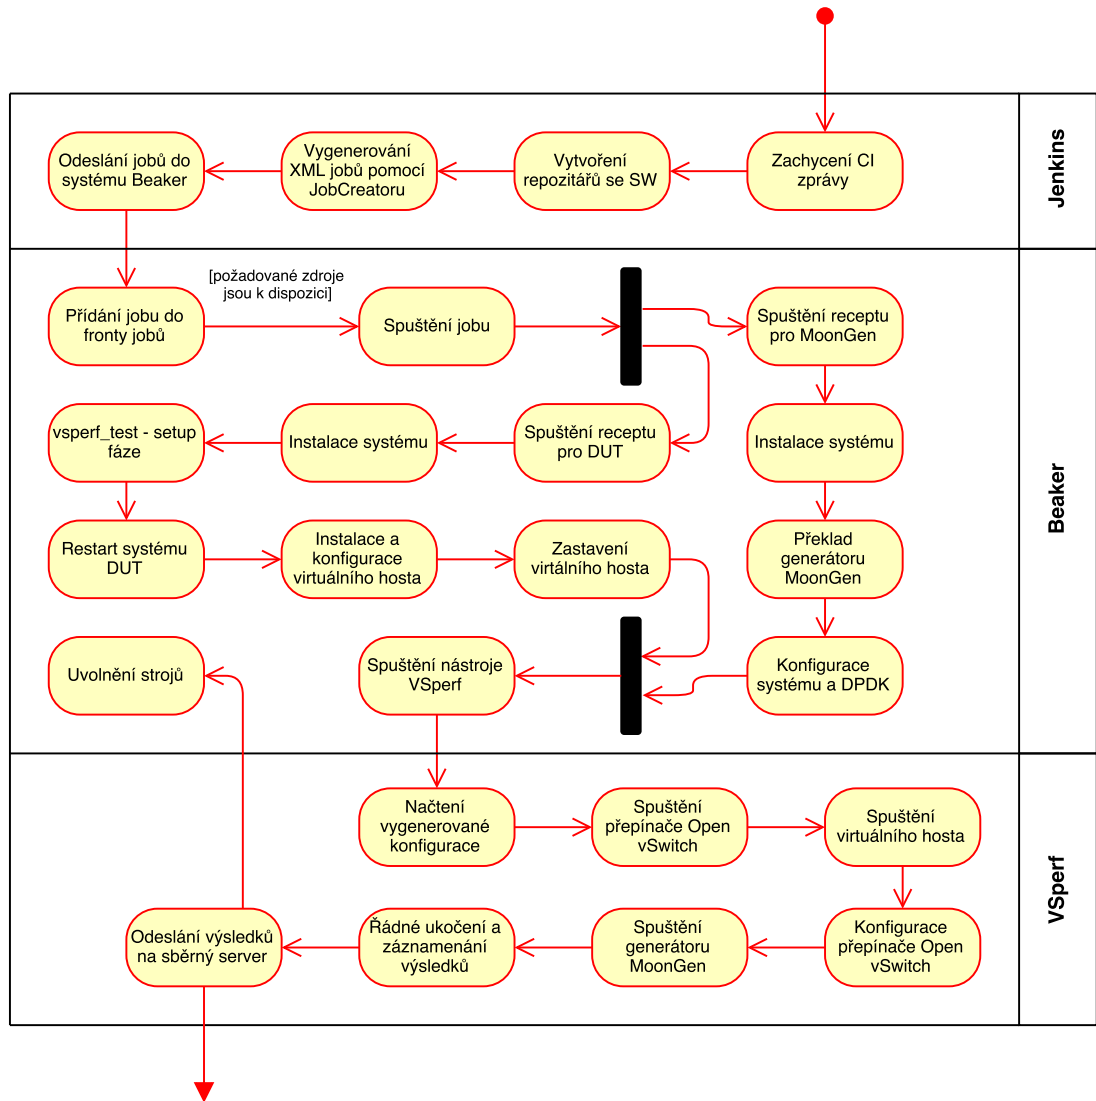 Jenkins
Odeslání jobů do
systému Beaker
Vygenerování
XML jobů pomocí
JobCreatoru
Vytvoření
repozitářů se SW
Zachycení CI
zprávy
Beaker
[požadované zdroje
jsou k dispozici]
Přídání jobu do
fronty jobů
Spuštění jobu
Spuštění receptu
pro MoonGen
vsperf_test - setup
fáze
Instalace systému
Spuštění receptu
pro DUT
Instalace systému
Restart systému
DUT
Instalace a
konfigurace
virtuálního hosta
Zastavení
virtálního hosta
Překlad
generátoru
MoonGen
Uvolnění strojů
Spuštění nástroje
VSperf
Konfigurace
systému a DPDK
VSperf
Načtení
vygenerované
konfigurace
Spuštění
přepínače Open
vSwitch
Spuštění
virtuálního hosta
Odeslání výsledků
na sběrný server
Řádné ukočení a
záznamenání
výsledků
Spuštění
generátoru
MoonGen
Konfigurace
přepínače Open
vSwitch